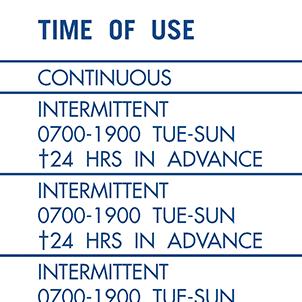 TIME OF USE
CONTINUOUS
INTERMITTENT
0700-1900 TUE-SUN
†24 HRS IN ADVANCE
INTERMITTENT
0700-1900 TUE-SUN
†24 HRS IN ADVANCE
INTERMITTENT
0700-1900 TUE-SUN